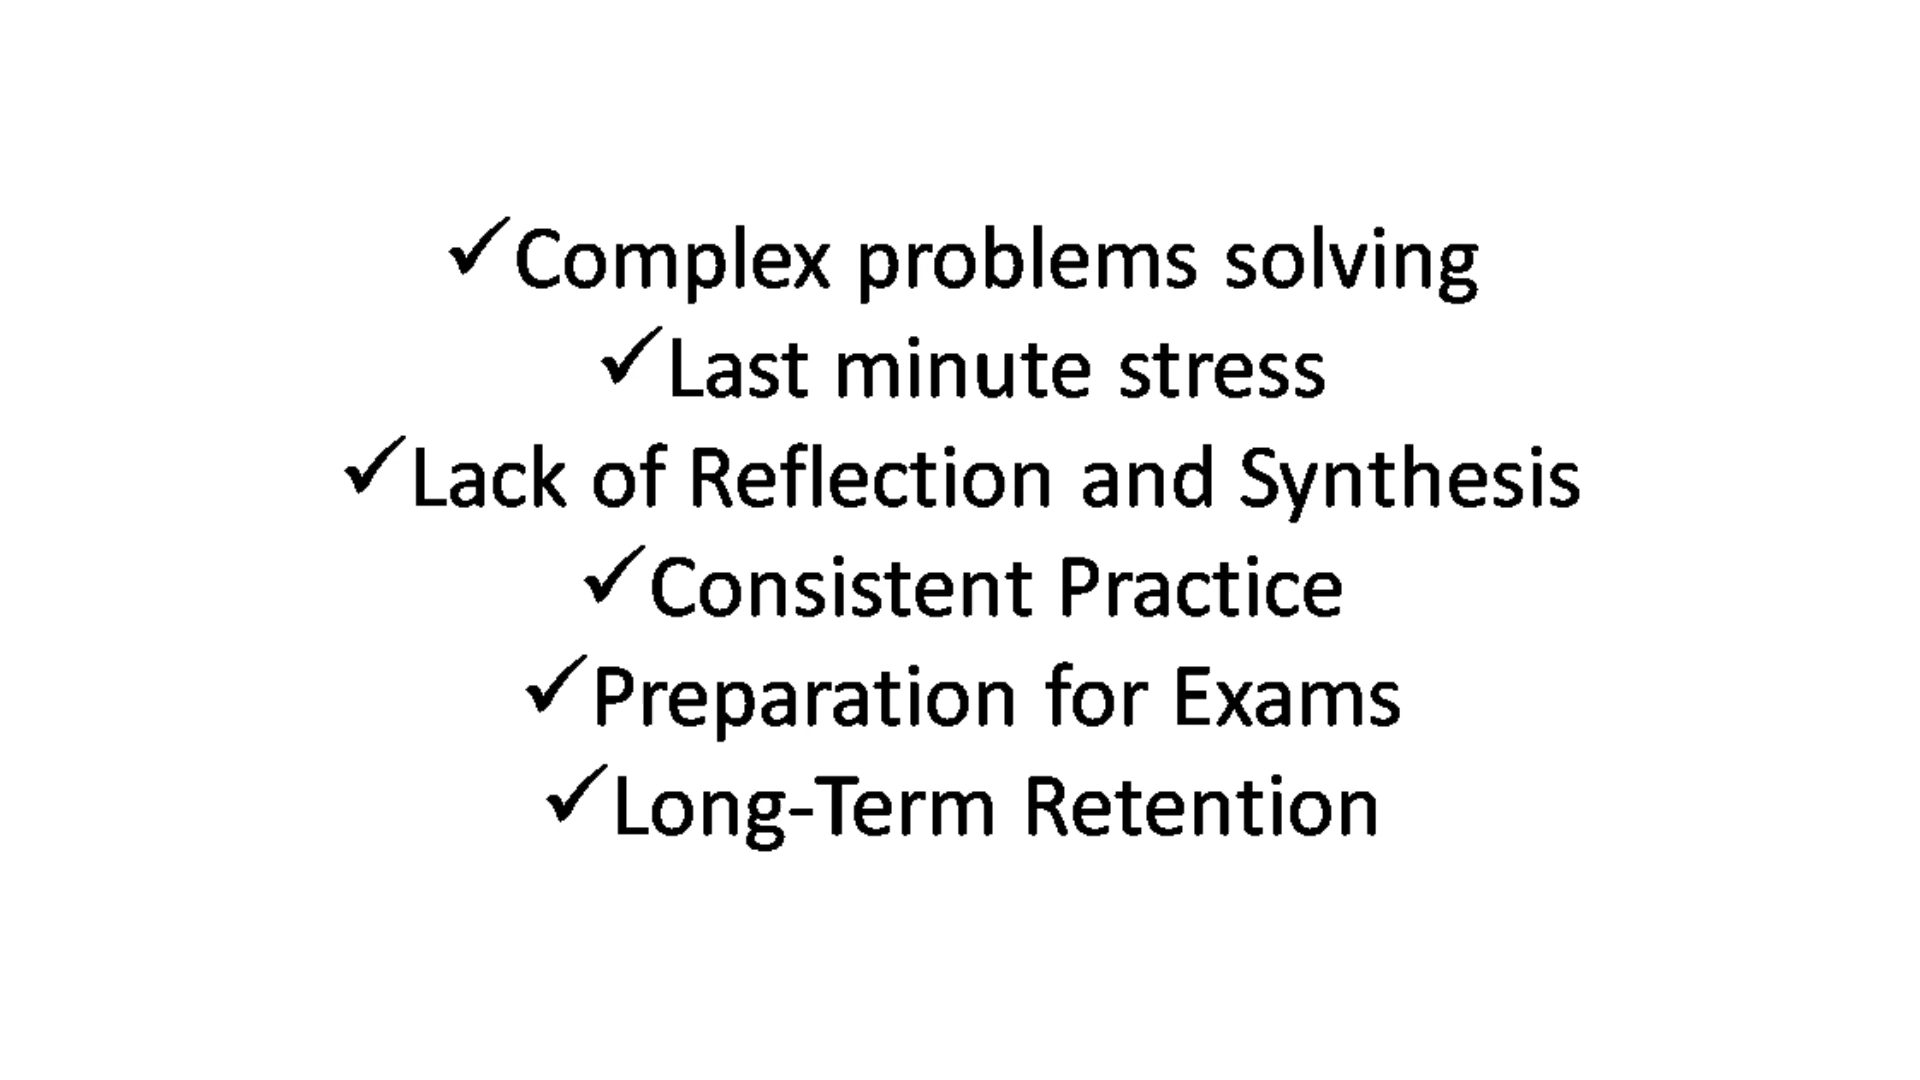 ✓Complex problems solving
✓Last minute stress
✓Lack of Reflection and Synthesis
✓Consistent Practice
✓Preparation for Exams
✓Long-Term Retention